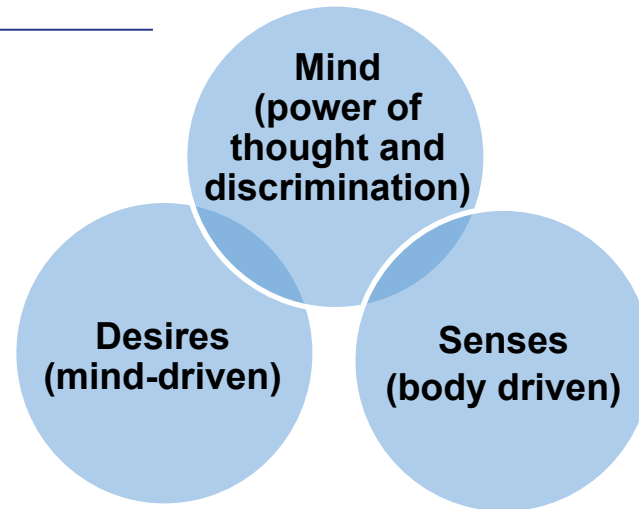 Mind
(power of
thought and
discrimination)
Desires
(mind-driven)
Senses
(body driven)